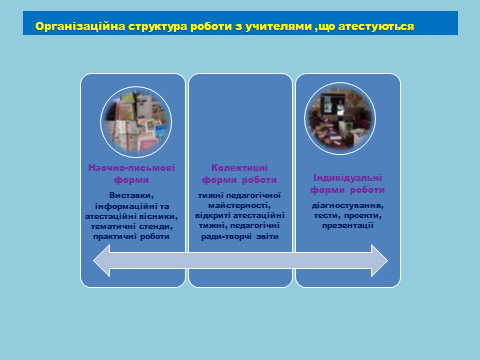 Організаційна структура роботи з учителями ,що атестуються
Наочно-письмові
форми
Виставки,
інформаційні та
атестаційні вісники,
тематичні стенди,
практичні роботи
Колективні
форми роботи
тижні педагогічної
майстерності,
відкриті атестаційні
тижні, педагогічні
ради-творчі звіти
Індивідуальні
форми роботи
діагностування,
тести, проекти,
презентації